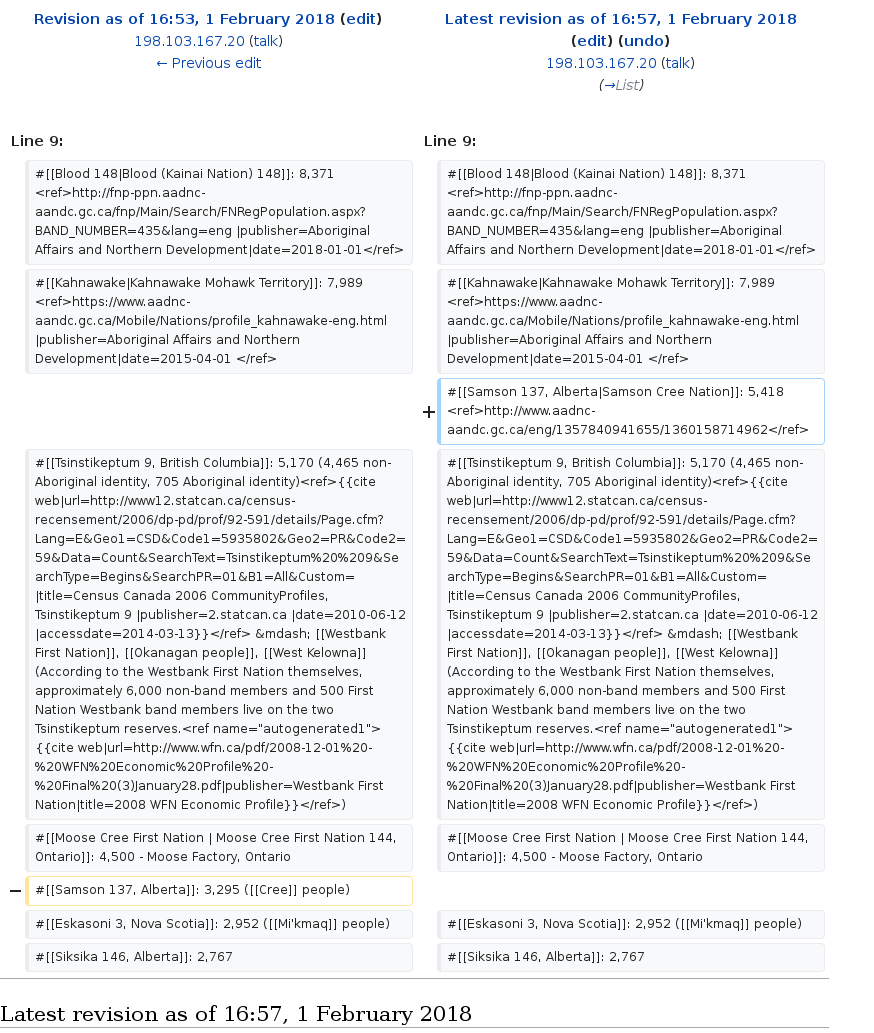 Revision as of 16:53, 1 February 2018 (edit)
198.103.167.20 (talk)
← Previous edit
Latest revision as of 16:57, 1 February 2018
(edit) (undo)
198.103.167.20 (talk)
(→List)
Line 9:
Line 9:
#[[Blood 148|Blood (Kainai Nation) 148]]: 8,371
<ref>http://fnp-ppn.aadnc-
aandc.gc.ca/fnp/Main/Search/FNRegPopulation.aspx?
BAND_NUMBER=435&lang=eng |publisher=Aboriginal
Affairs and Northern Development|date=2018-01-01</ref>
#[[Blood 148|Blood (Kainai Nation) 148]]: 8,371
<ref>http://fnp-ppn.aadnc-
aandc.gc.ca/fnp/Main/Search/FNRegPopulation.aspx?
BAND_NUMBER=435&lang=eng |publisher=Aboriginal
Affairs and Northern Development|date=2018-01-01</ref>
#[[Kahnawake|Kahnawake Mohawk Territory]]: 7,989
<ref>https://www.aadnc-
aandc.gc.ca/Mobile/Nations/profile_kahnawake-eng.html
|publisher=Aboriginal Affairs and Northern
Development|date=2015-04-01 </ref>
#[[Kahnawake|Kahnawake Mohawk Territory]]: 7,989
<ref>https://www.aadnc-
aandc.gc.ca/Mobile/Nations/profile_kahnawake-eng.html
|publisher=Aboriginal Affairs and Northern
Development|date=2015-04-01 </ref>
+
#[[Samson 137, Alberta|Samson Cree Nation]]: 5,418
<ref>http://www.aadnc-
aandc.gc.ca/eng/1357840941655/1360158714962</ref>
#[[Tsinstikeptum 9, British Columbia]]: 5,170 (4,465 non-
Aboriginal identity, 705 Aboriginal identity)<ref>{{cite
web|url=http://www12.statcan.ca/census-
recensement/2006/dp-pd/prof/92-591/details/Page.cfm?
Lang=E&Geo1=CSD&Code1=5935802&Geo2=PR&Code2=
59&Data=Count&SearchText=Tsinstikeptum%20%209&Se
archType=Begins&SearchPR=01&B1=All&Custom=
|title=Census Canada 2006 CommunityProfiles,
Tsinstikeptum 9 |publisher=2.statcan.ca |date=2010-06-12
|accessdate=2014-03-13}}</ref> &mdash; [[Westbank
First Nation]], [[Okanagan people]], [[West Kelowna]]
(According to the Westbank First Nation themselves,
approximately 6,000 non-band members and 500 First
Nation Westbank band members live on the two
Tsinstikeptum reserves.<ref name="autogenerated1">
{{cite web|url=http://www.wfn.ca/pdf/2008-12-01%20-
%20WFN%20Economic%20Profile%20-
%20Final%20(3)January28.pdf|publisher=Westbank First
Nation|title=2008 WFN Economic Profile}}</ref>)
#[[Tsinstikeptum 9, British Columbia]]: 5,170 (4,465 non-
Aboriginal identity, 705 Aboriginal identity)<ref>{{cite
web|url=http://www12.statcan.ca/census-
recensement/2006/dp-pd/prof/92-591/details/Page.cfm?
Lang=E&Geo1=CSD&Code1=5935802&Geo2=PR&Code2=
59&Data=Count&SearchText=Tsinstikeptum%20%209&Se
archType=Begins&SearchPR=01&B1=All&Custom=
|title=Census Canada 2006 CommunityProfiles,
Tsinstikeptum 9 |publisher=2.statcan.ca |date=2010-06-12
|accessdate=2014-03-13}}</ref> &mdash; [[Westbank
First Nation]], [[Okanagan people]], [[West Kelowna]]
(According to the Westbank First Nation themselves,
approximately 6,000 non-band members and 500 First
Nation Westbank band members live on the two
Tsinstikeptum reserves.<ref name="autogenerated1">
{{cite web|url=http://www.wfn.ca/pdf/2008-12-01%20-
%20WFN%20Economic%20Profile%20-
%20Final%20(3)January28.pdf|publisher=Westbank First
Nation|title=2008 WFN Economic Profile}}</ref>)
#[[Moose Cree First Nation | Moose Cree First Nation 144,
Ontario]]: 4,500 - Moose Factory, Ontario
#[[Moose Cree First Nation | Moose Cree First Nation 144,
Ontario]]: 4,500 - Moose Factory, Ontario
−
#[[Samson 137, Alberta]]: 3,295 ([[Cree]] people)
#[[Eskasoni 3, Nova Scotia]]: 2,952 ([[Mi'kmaq]] people)
#[[Eskasoni 3, Nova Scotia]]: 2,952 ([[Mi'kmaq]] people)
#[[Siksika 146, Alberta]]: 2,767
#[[Siksika 146, Alberta]]: 2,767
Latest revision as of 16:57, 1 February 2018